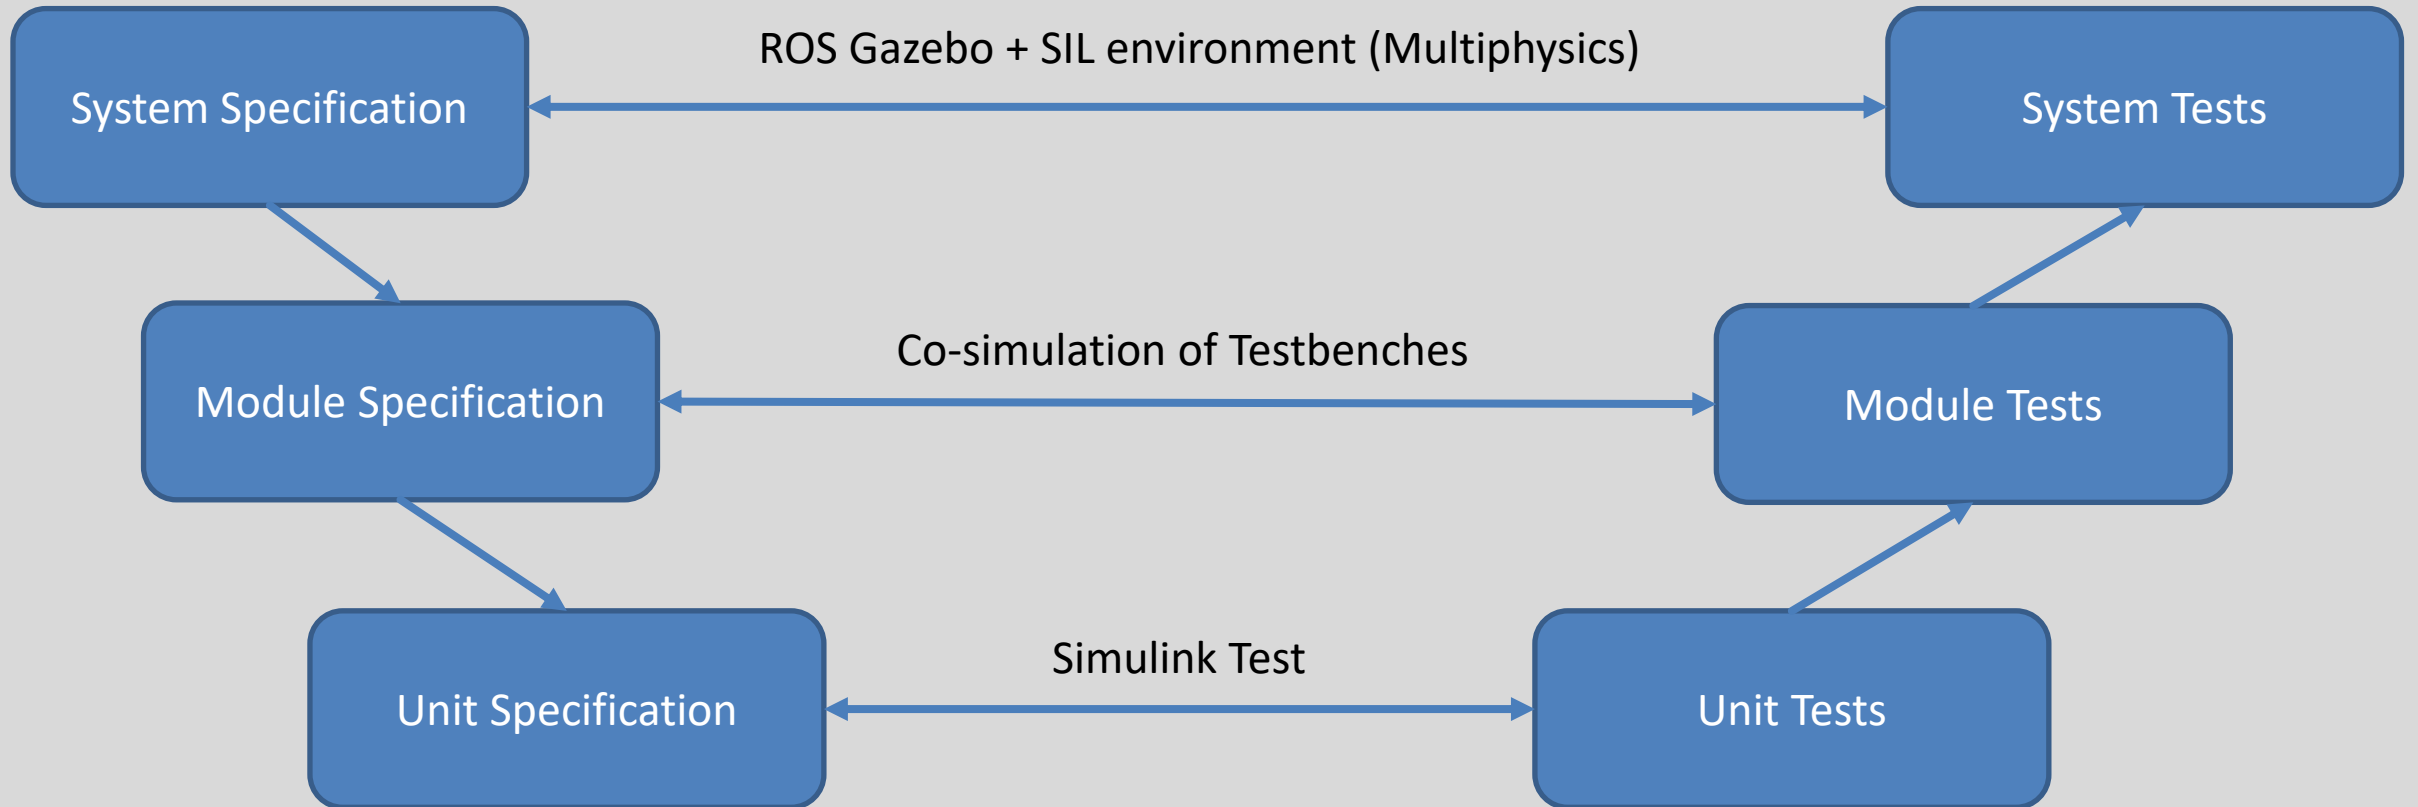 ROS Gazebo + SIL environment (Multiphysics)
System Specification
System Tests
Co-simulation of Testbenches
Module Specification
Module Tests
Simulink Test
Unit Specification
Unit Tests